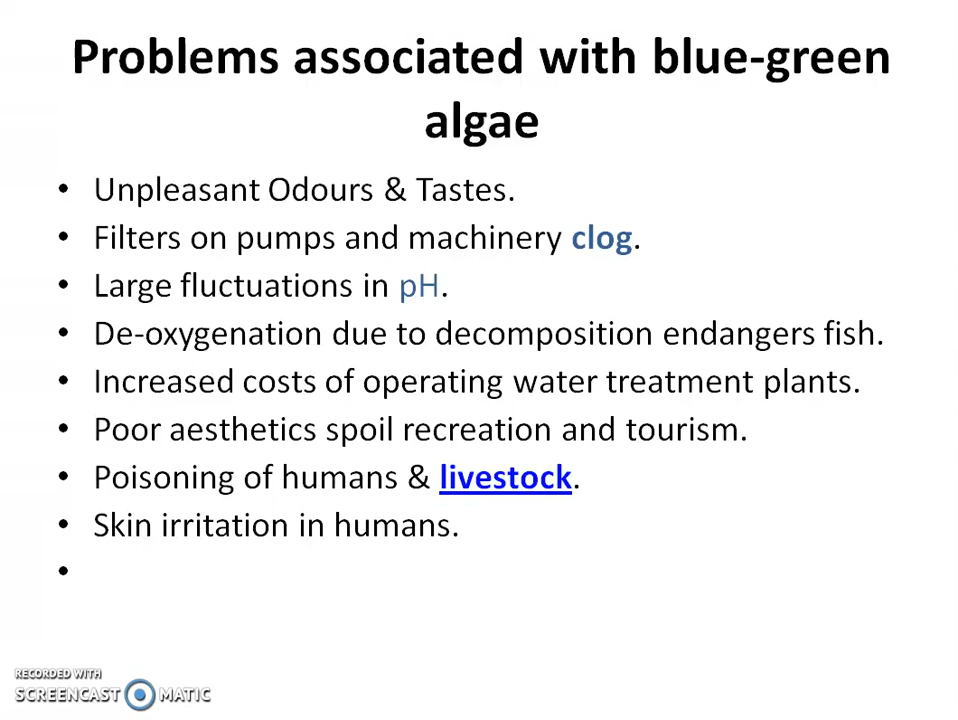 Problems associated with blue-green
algae
• Unpleasant Odours & Tastes.
• Filters on pumps and machinery clog.
• Large fluctuations in pH.
• De-oxygenation due to decomposition endangers fish.
• Increased costs of operating water treatment plants.
• Poor aesthetics spoil recreation and tourism.
• Poisoning of humans & livestock.
• Skin irritation in humans.
•
RECORDED WITH
SCREENCAST MATIC